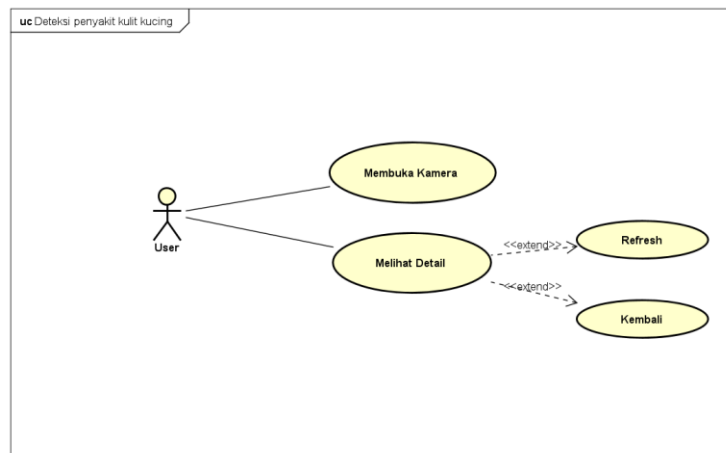 uc Deteksi penyakit kulit kucing
Membuka Kamera
User
Melihat Detail
<<extend>>
Refresh
<<extend>>
Kembali